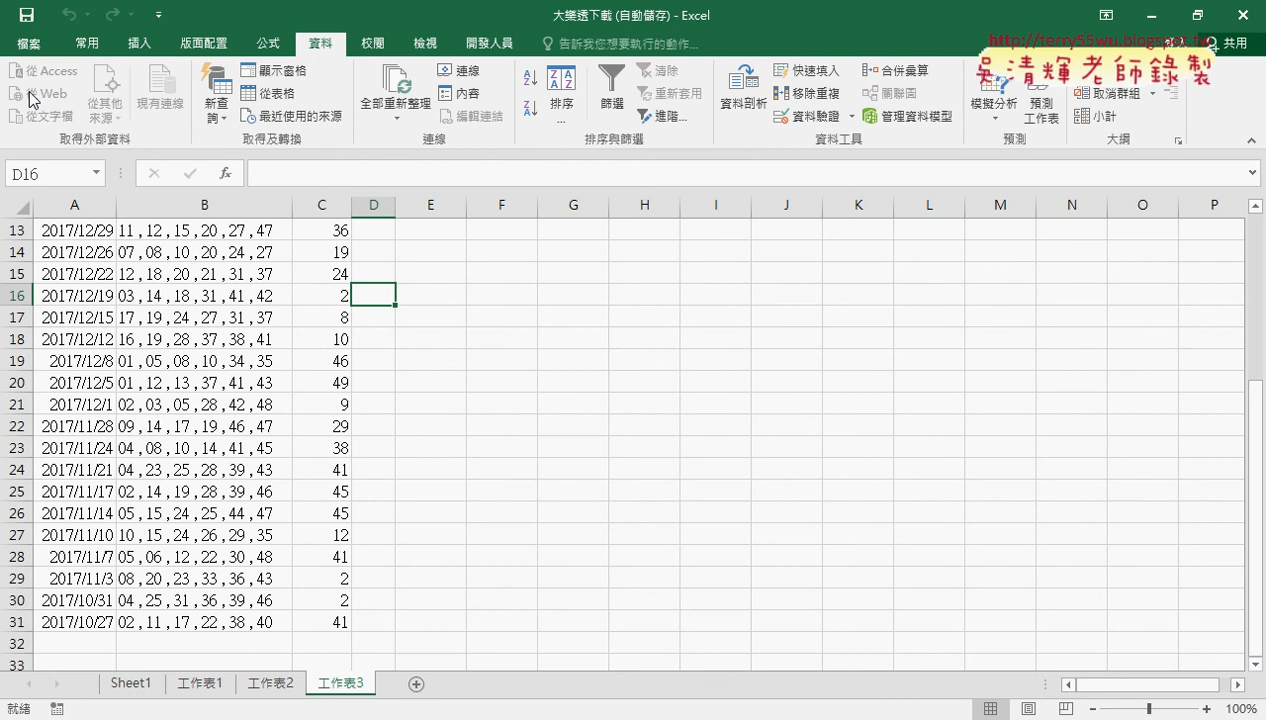 大樂透下載 (自動儲存) - Excel
檔案 常用 插入 版面配置 公式 資料 校閱 檢視 開發人員 告訴我您想要執行的動作... 共用
http://terry55wu.blogspot.tw
吳清輝老師錄製
從 Access 從 Web 從文字檔 從其他來源 現有連線 取得外部資料
新查詢 顯示查詢 從表格 最近使用的來源 取得及轉換
全部重新整理 連線 內容 編輯連結 連線
排序... 篩選 清除 重新套用 進階... 排序與篩選
資料剖析 快速填入 移除重複 資料驗證 合併彙算 關聯圖 管理資料模型 資料工具
模擬分析 預測工作表 預測
取消群組 小計 大綱
D16 fx
A B C D E F G H I J K L M N O P
13 2017/12/29 11 , 12 , 15 , 20 , 27 , 47 36
14 2017/12/26 07 , 08 , 10 , 20 , 24 , 27 19
15 2017/12/22 12 , 18 , 20 , 21 , 31 , 37 24
16 2017/12/19 03 , 14 , 18 , 31 , 41 , 42 2
17 2017/12/15 17 , 19 , 24 , 27 , 31 , 37 8
18 2017/12/12 16 , 19 , 28 , 37 , 38 , 41 10
19 2017/12/8 01 , 05 , 08 , 10 , 34 , 35 46
20 2017/12/5 01 , 12 , 13 , 37 , 41 , 43 49
21 2017/12/1 02 , 03 , 05 , 28 , 42 , 48 9
22 2017/11/28 09 , 14 , 17 , 19 , 46 , 47 29
23 2017/11/24 04 , 08 , 10 , 14 , 41 , 45 38
24 2017/11/21 04 , 23 , 25 , 28 , 39 , 43 41
25 2017/11/17 02 , 14 , 19 , 28 , 39 , 46 45
26 2017/11/14 05 , 15 , 24 , 25 , 44 , 47 45
27 2017/11/10 10 , 15 , 24 , 26 , 29 , 35 12
28 2017/11/7 05 , 06 , 12 , 22 , 30 , 48 41
29 2017/11/3 08 , 20 , 23 , 33 , 36 , 43 2
30 2017/10/31 04 , 25 , 31 , 36 , 39 , 46 2
31 2017/10/27 02 , 11 , 17 , 22 , 38 , 40 41
32
33
Sheet1 工作表1 工作表2 工作表3
就緒 100%